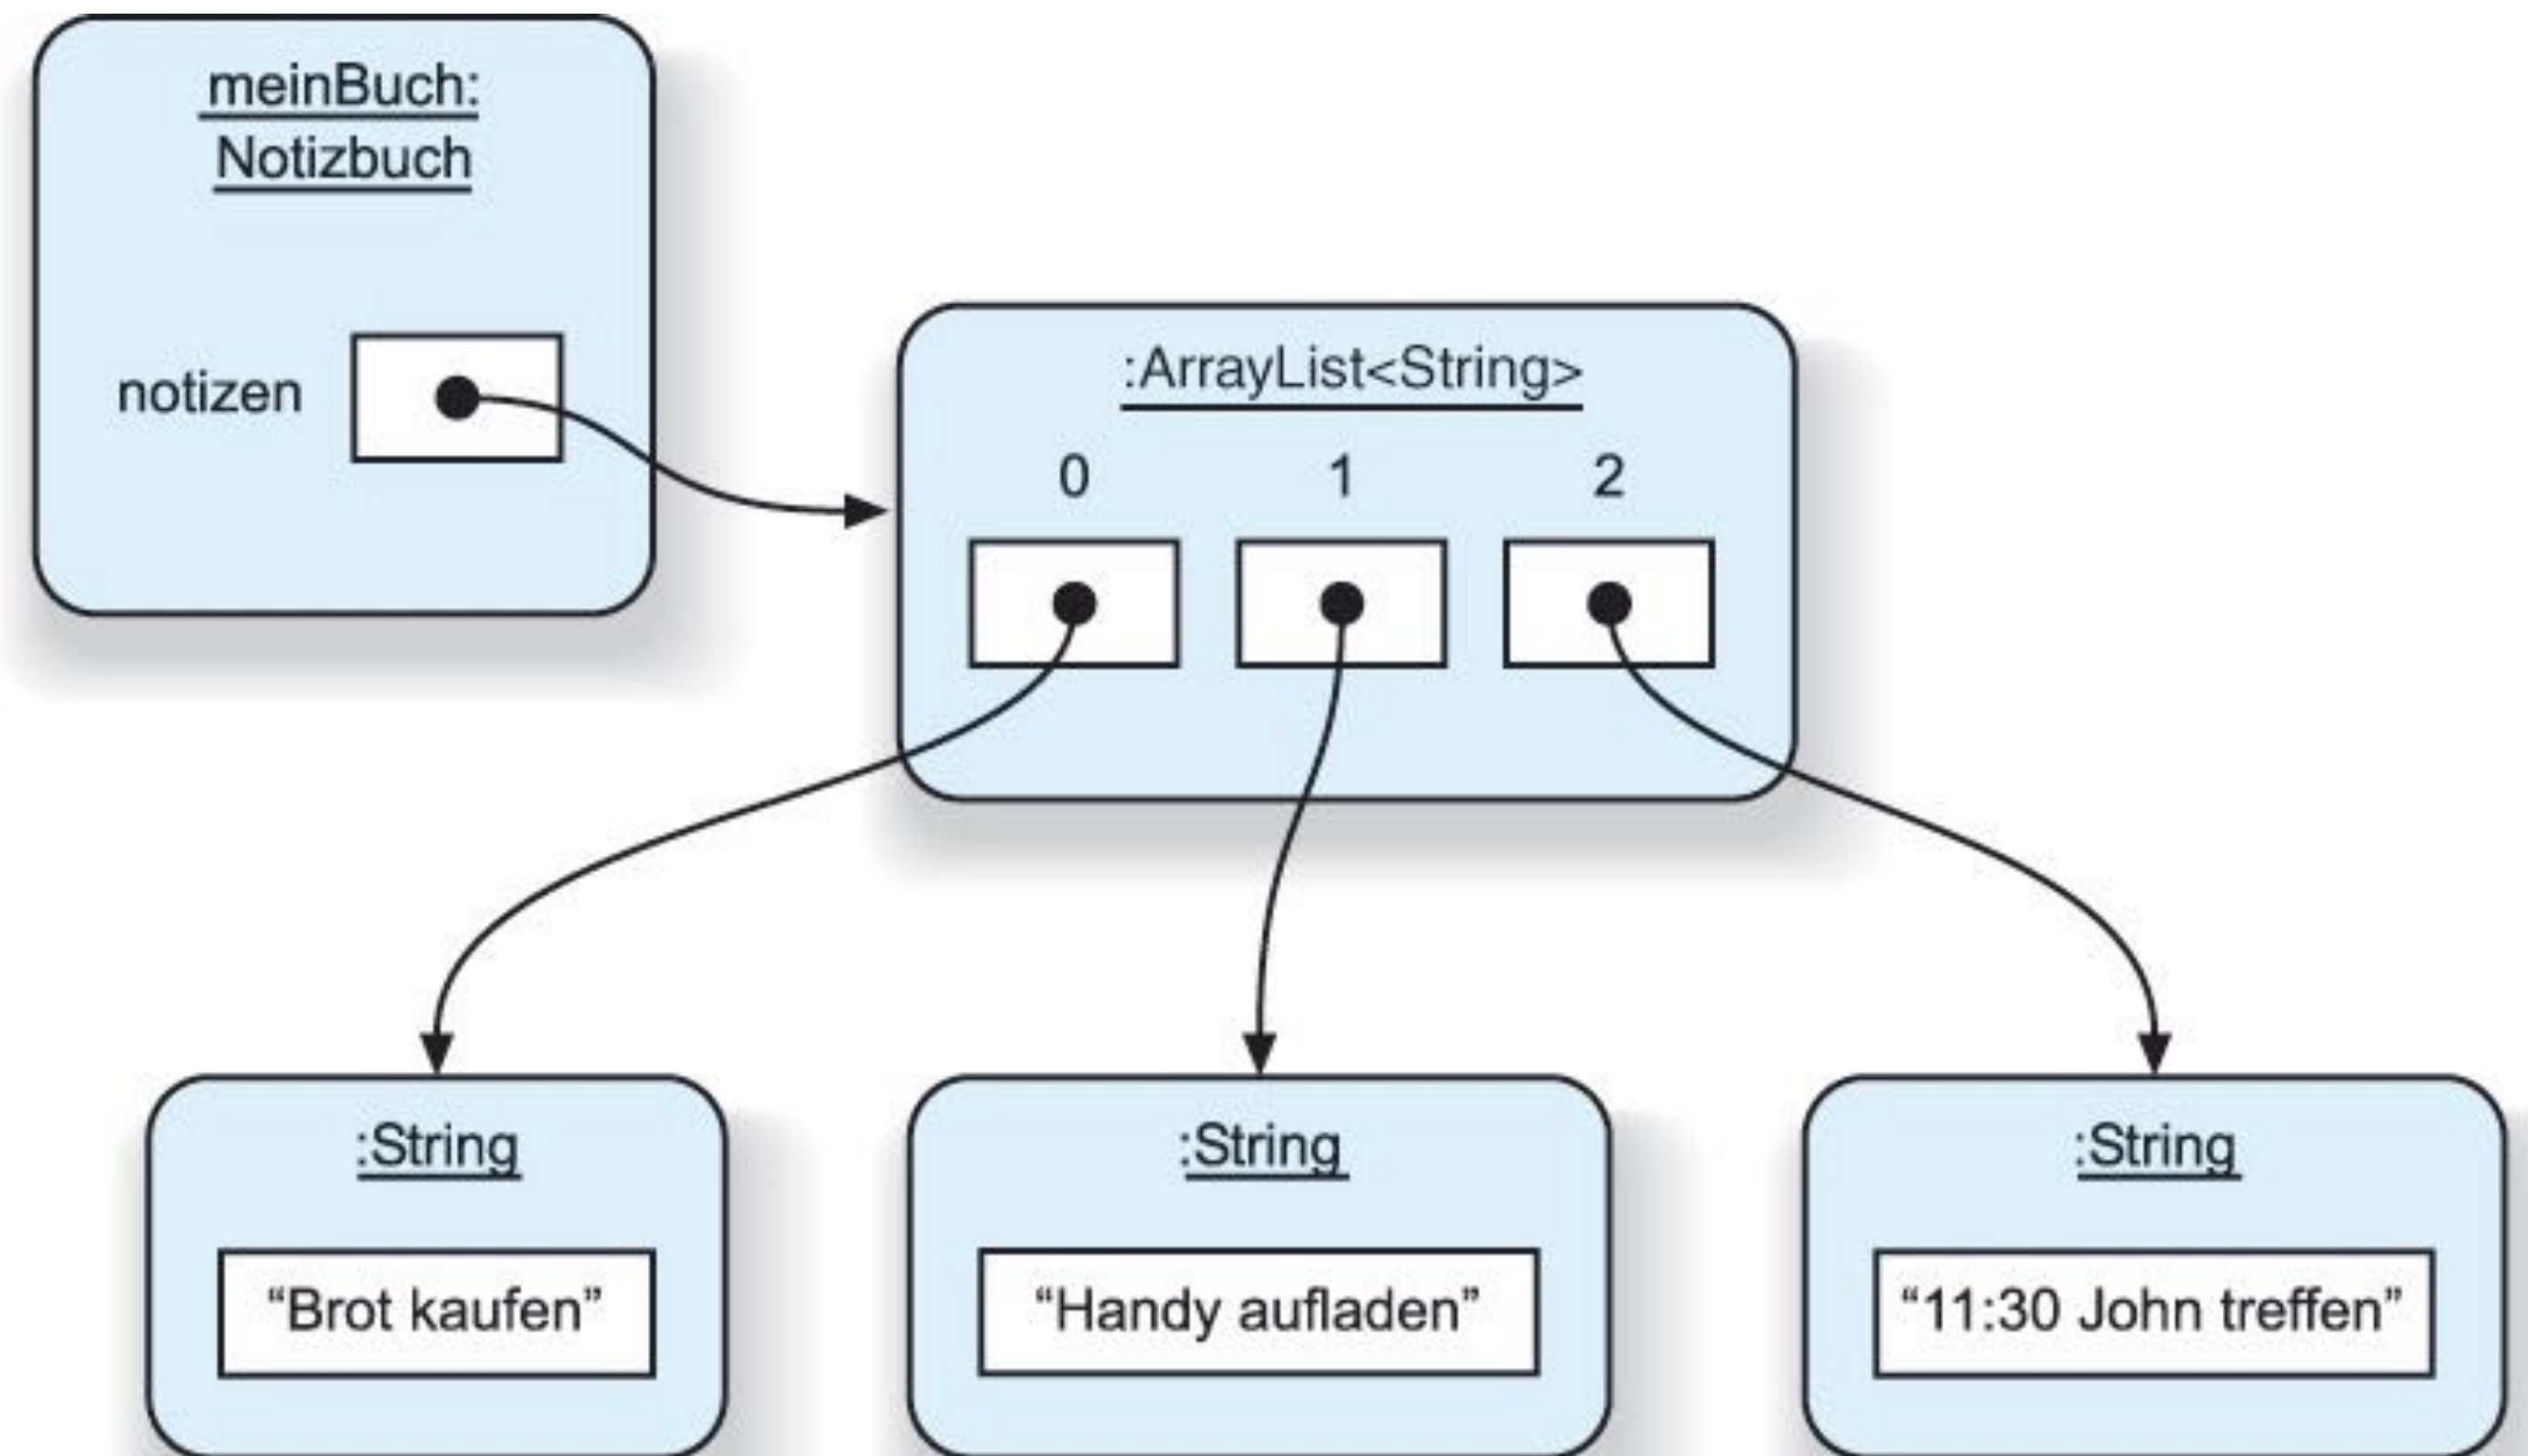 meinBuch:
Notizbuch
notizen
:ArrayList<String>
0 1 2
:String
“Brot kaufen”
:String
“Handy aufladen”
:String
“11:30 John treffen”